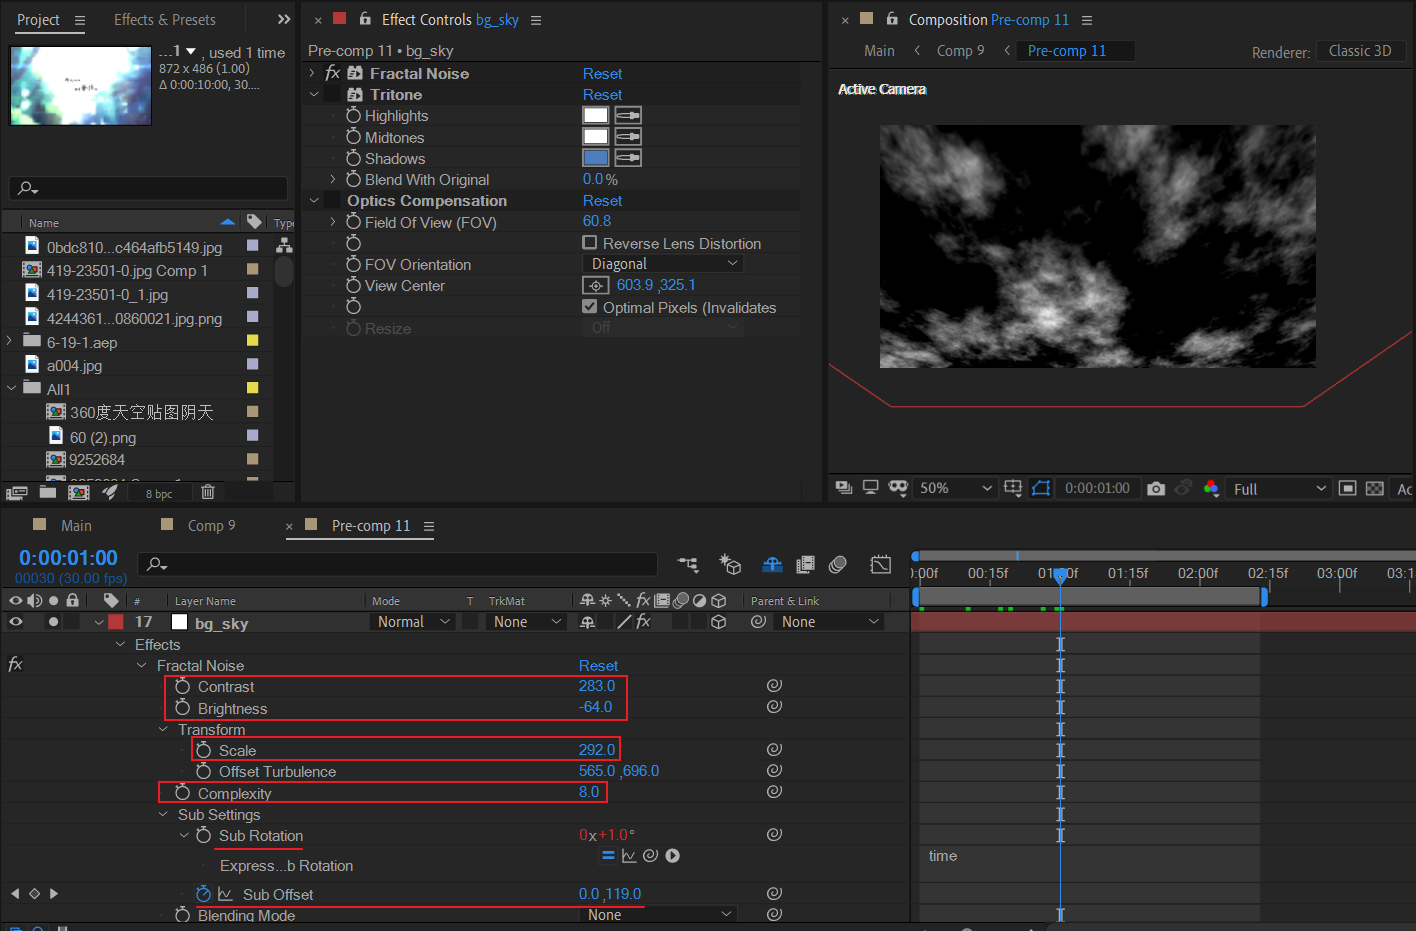 Project
Effects & Presets
---1 , used 1 time
872 x 486 (1.00)
Δ 0:00:10:00, 30....
Name
Type
0bdc810...c464afb5149.jpg
419-23501-0.jpg Comp 1
419-23501-0_1.jpg
4244361...0860021.jpg.png
6-19-1.aep
a004.jpg
All1
360度天空贴图阴天
60 (2).png
9252684
8 bpc
Effect Controls bg_sky
Pre-comp 11 • bg_sky
fx Fractal Noise Reset
Tritone Reset
Highlights
Midtones
Shadows
Blend With Original 0.0 %
Optics Compensation Reset
Field Of View (FOV) 60.8
Reverse Lens Distortion
FOV Orientation Diagonal
View Center 603.9 ,325.1
Optimal Pixels (Invalidates
Resize Off
Composition Pre-comp 11
Main < Comp 9 < Pre-comp 11
Renderer: Classic 3D
Active Camera
50% 0:00:01:00 Full Ac
Main Comp 9 Pre-comp 11
0:00:01:00
00030 (30.00 fps)
):00f 00:15f 01:00f 01:15f 02:00f 02:15f 03:00f 03:1
# Layer Name Mode T TrkMat fx Parent & Link
17 bg_sky Normal None fx None
Effects
fx Fractal Noise Reset
Contrast 283.0
Brightness -64.0
Transform
Scale 292.0
Offset Turbulence 565.0 ,696.0
Complexity 8.0
Sub Settings
Sub Rotation 0x+1.0°
Express...b Rotation time
Sub Offset 0.0 ,119.0
Blending Mode None